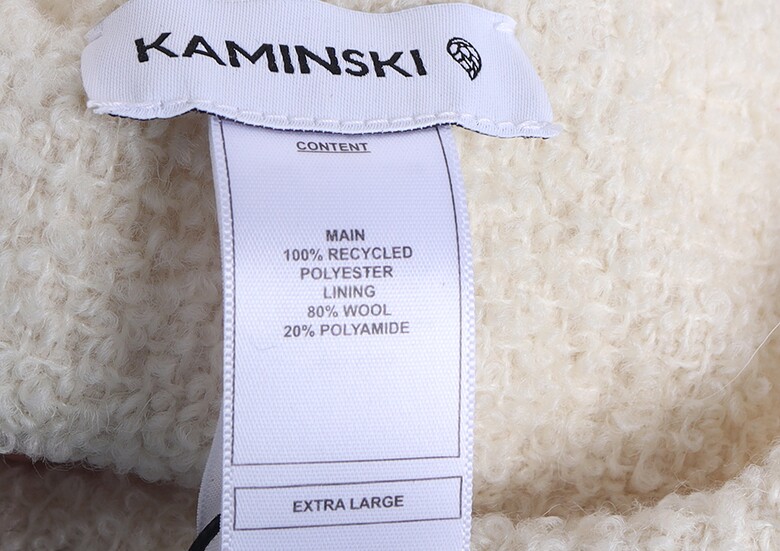 KAMINSKI
CONTENT
MAIN
100% RECYCLED
POLYESTER
LINING
80% WOOL
20% POLYAMIDE
EXTRA LARGE